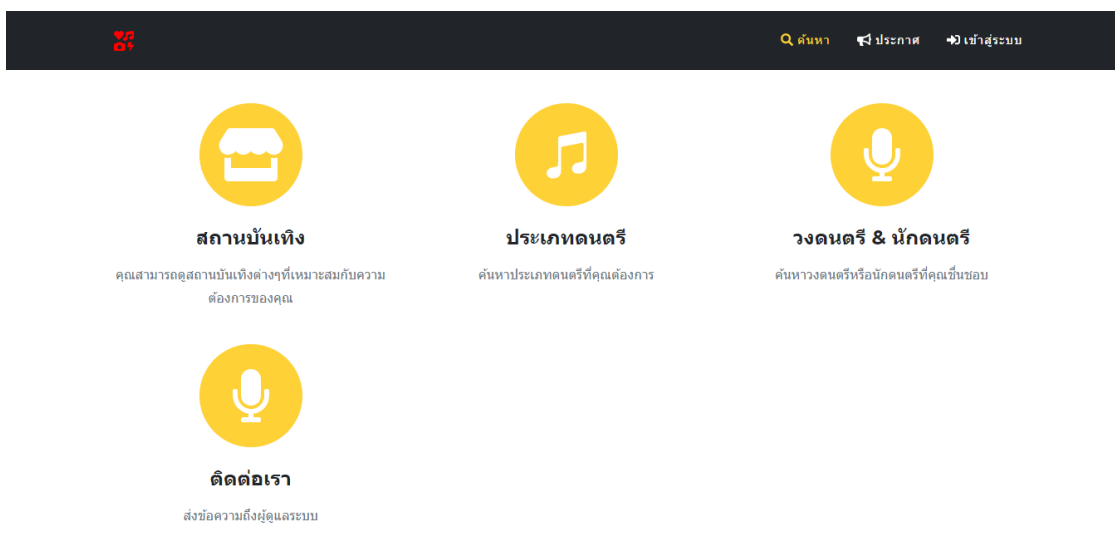 ค้นหา ประกาศ เข้าสู่ระบบ
สถานบันเทิง
คุณสามารถดูสถานบันเทิงต่างๆที่เหมาะสมกับความ
ต้องการของคุณ
ประเภทดนตรี
ค้นหาประเภทดนตรีที่คุณต้องการ
วงดนตรี & นักดนตรี
ค้นหาวงดนตรีหรือนักดนตรีที่คุณชื่นชอบ
ติดต่อเรา
ส่งข้อความถึงผู้ดูแลระบบ